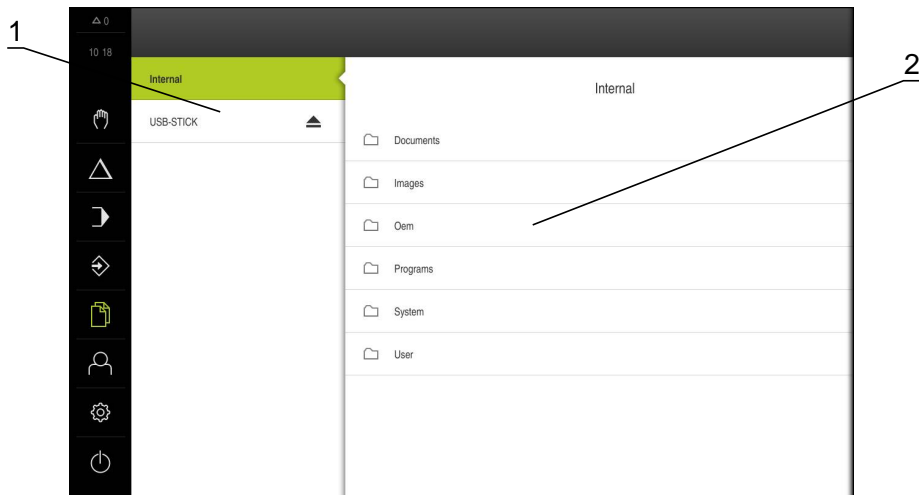 1
2
0
10 18
Internal
USB-STICK
Internal
Documents
Images
Oem
Programs
System
User